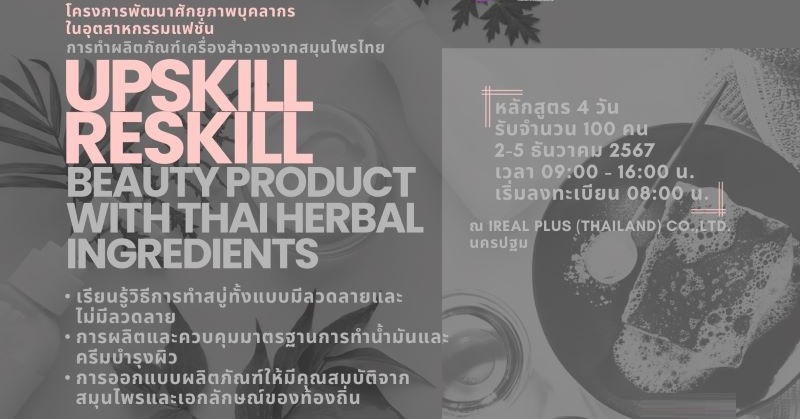 โครงการพัฒนาศักยภาพบุคลากร
ในอุตสาหกรรมแฟชั่น
การทำผลิตภัณฑ์เครื่องสำอางจากสมุนไพรไทย
UPSKILL
RESKILL
BEAUTY PRODUCT
WITH THAI HERBAL
INGREDIENTS
• เรียนรู้วิธีการทำสบู่ทั้งแบบมีลวดลายและ
ไม่มีลวดลาย
• การผลิตและควบคุมมาตรฐานการทำน้ำมันและ
ครีมบำรุงผิว
• การออกแบบผลิตภัณฑ์ให้มีคุณสมบัติจาก
สมุนไพรและเอกลักษณ์ของท้องถิ่น
หลักสูตร 4 วัน
รับจำนวน 100 คน
2-5 ธันวาคม 2567
เวลา 09:00 - 16:00 น.
เริ่มลงทะเบียน 08:00 น.
ณ IREAL PLUS (THAILAND) CO.,LTD.
นครปฐม